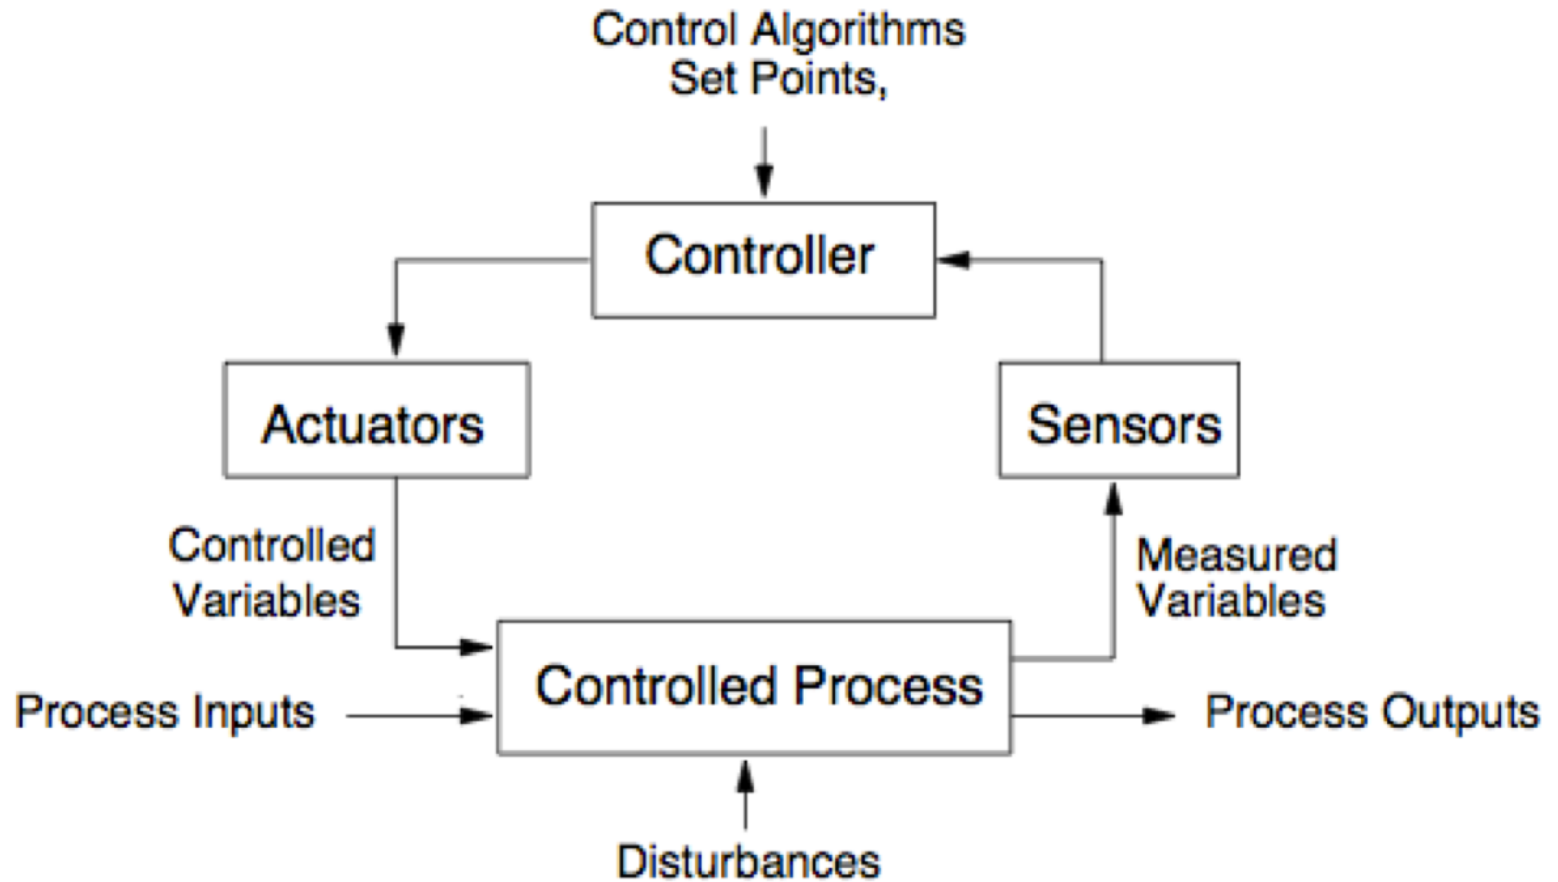 Control Algorithms
Set Points,
Controller
Actuators
Sensors
Controlled
Variables
Measured
Variables
Controlled Process
Process Inputs
Process Outputs
Disturbances